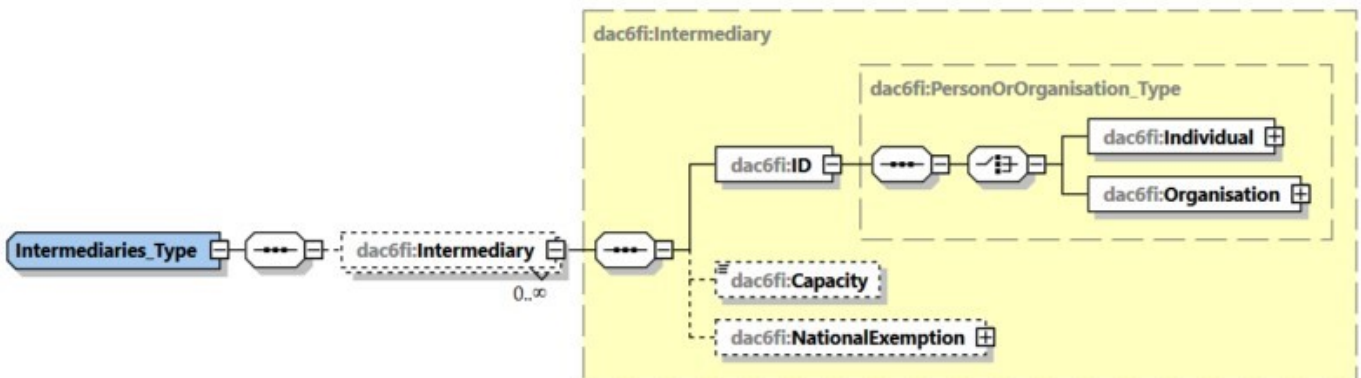 dac6fi:Intermediary
dac6fi:PersonOrOrganisation_Type
dac6fi:Individual
dac6fi:ID
dac6fi:Organisation
Intermediaries_Type
dac6fi:Intermediary
0..∞
dac6fi:Capacity
dac6fi:NationalExemption